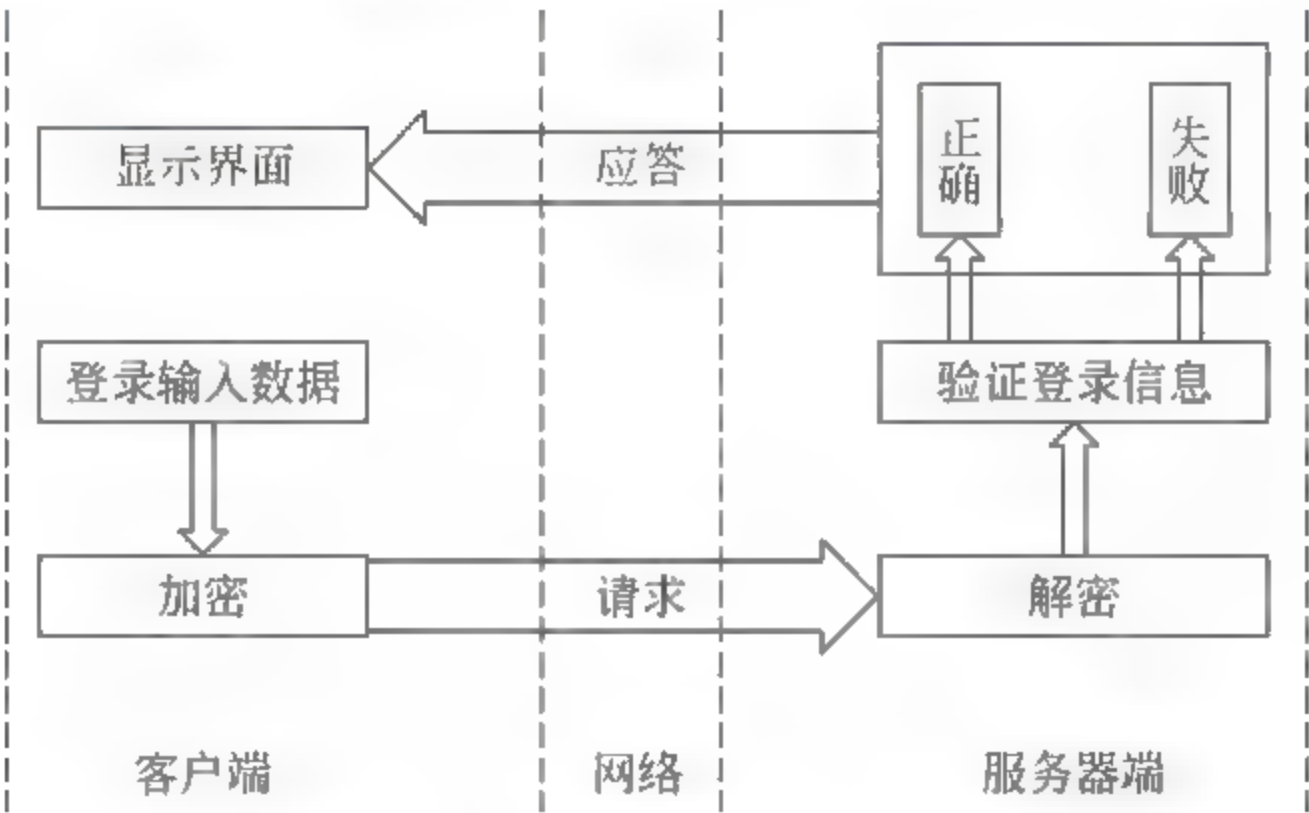 显示界面
应答
正确
失败
登录输入数据
验证登录信息
加密
请求
解密
客户端
网络
服务器端